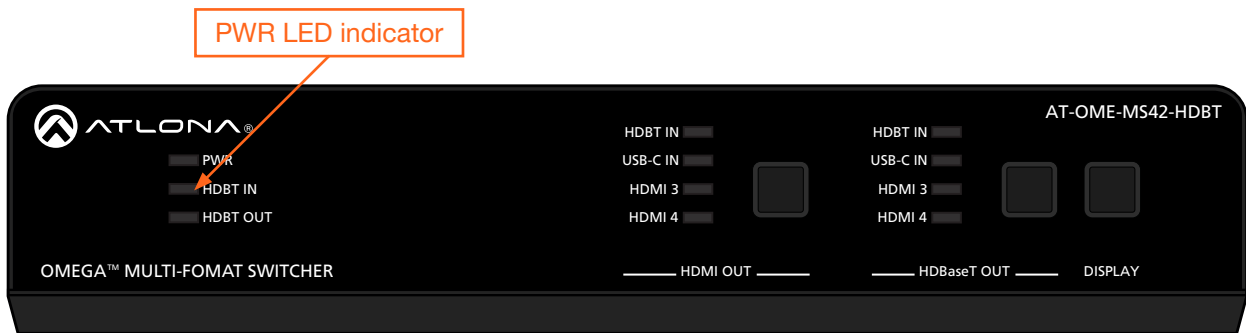 PWR LED indicator
ATLONA®
AT-OME-MS42-HDBT
PWR
HDBT IN
HDBT OUT
HDBT IN
USB-C IN
HDMI 3
HDMI 4
HDBT IN
USB-C IN
HDMI 3
HDMI 4
OMEGA™ MULTI-FOMAT SWITCHER
HDMI OUT
HDBaseT OUT
DISPLAY